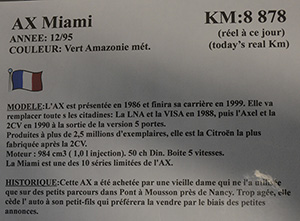 AX Miami
KM:8 878
ANNEE: 12/95
(réel à ce jour)
COULEUR: Vert Amazonie mét.
(today's real Km)
MODELE:L'AX est présentée en 1986 et finira sa carrière en 1999. Elle va
remplacer toute s les citadines: La LNA et la VISA en 1988, puis l'Axel et la
2CV en 1990 à la sortie de la version 5 portes.
Produites à plus de 2,5 millions d'exemplaires, elle est la Citroën la plus
fabriquée après la 2CV.
Moteur : 984 cm3 ( 1,0 l injection). 50 ch Din. Boite 5 vitesses.
La Miami est une des 10 séries limitées de l'AX.
HISTORIQUE:Cette AX a été achetée par une vieille dame qui ne l'a utilisée
que sur des petits parcours dans Pont à Mousson près de Nancy. Trop agée, elle
cède l' auto à son petit-fils qui préférera la vendre par le biais des petites
annonces.